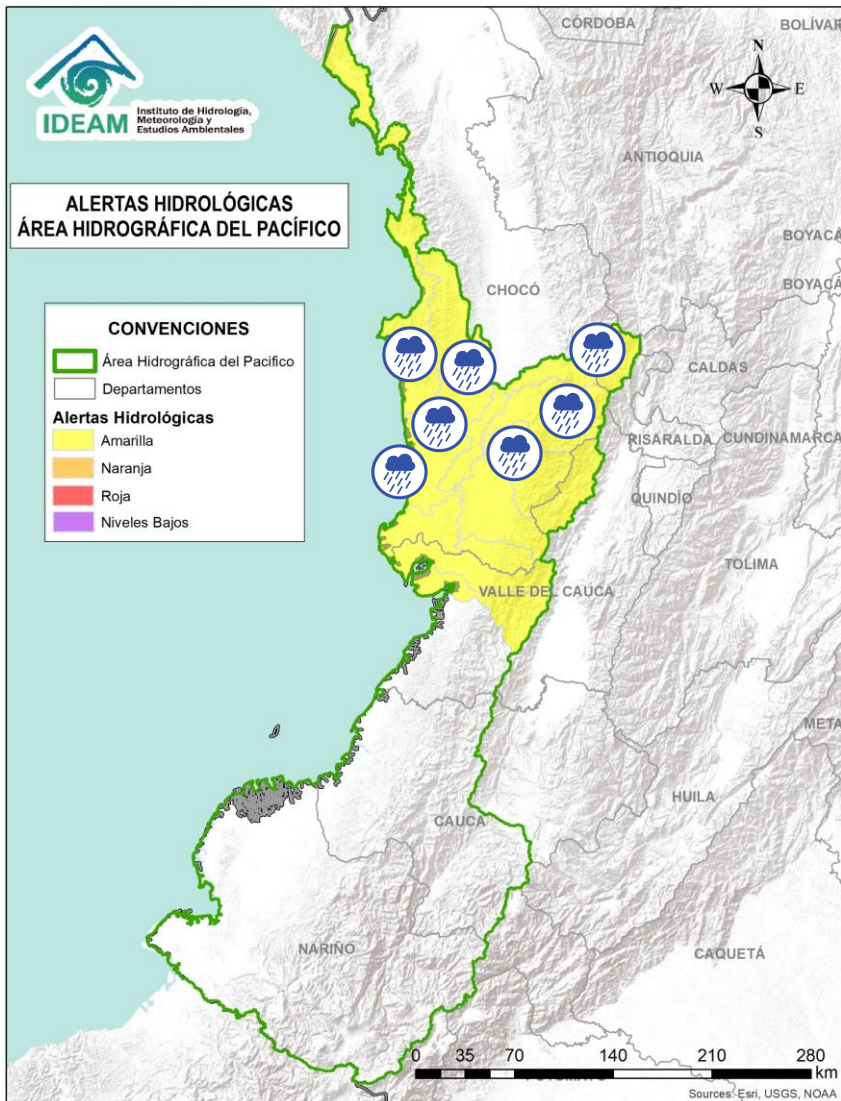 CÓRDOBA
BOLÍVAR
N
W E
S
IDEAM
Instituto de Hidrología,
Meteorología y
Estudios Ambientales
ANTIOQUIA
ALERTAS HIDROLÓGICAS
ÁREA HIDROGRÁFICA DEL PACÍFICO
BOYACÁ
BOYACÁ
CHOCÓ
CONVENCIONES
Área Hidrográfica del Pacifico
Departamentos
Alertas Hidrológicas
Amarilla
Naranja
Roja
Niveles Bajos
CALDAS
RISARALDA
CUNDINAMARCA
QUINDÍO
TOLIMA
VALLE DEL CAUCA
META
HUILA
CAUCA
NARIÑO
CAQUETÁ
0 35 70 140 210 280
km
Sources: Esri, USGS, NOAA